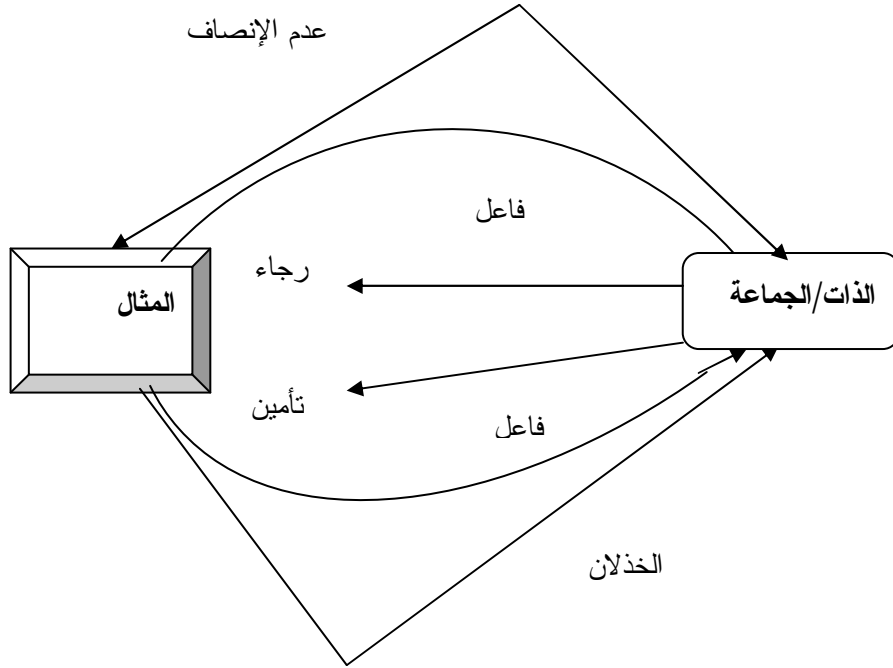 عدم الإنصاف
فاعل
رجاء
الذات/الجماعة
المثال
تأمين
فاعل
الخذلان